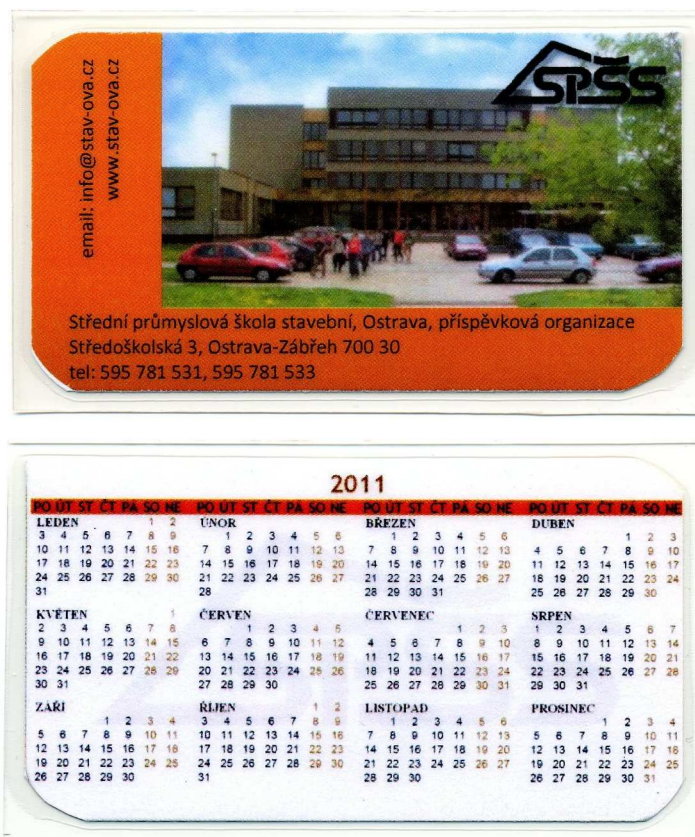 email: info@stav-ova.cz
www.stav-ova.cz
SPŠS
Střední průmyslová škola stavební, Ostrava, příspěvková organizace
Středoškolská 3, Ostrava-Zábřeh 700 30
tel: 595 781 531, 595 781 533
2011
PO ÚT ST ČT PÁ SO NE PO ÚT ST ČT PÁ SO NE PO ÚT ST ČT PÁ SO NE PO ÚT ST ČT PÁ SO NE
LEDEN 1 2 ÚNOR BŘEZEN DUBEN
3 4 5 6 7 8 9 1 2 3 4 5 6 1 2 3 4 5 6 1 2 3
10 11 12 13 14 15 16 7 8 9 10 11 12 13 7 8 9 10 11 12 13 4 5 6 7 8 9 10
17 18 19 20 21 22 23 14 15 16 17 18 19 20 14 15 16 17 18 19 20 11 12 13 14 15 16 17
24 25 26 27 28 29 30 21 22 23 24 25 26 27 21 22 23 24 25 26 27 18 19 20 21 22 23 24
31 28 28 29 30 31 25 26 27 28 29 30
KVĚTEN 1 ČERVEN ČERVENEC SRPEN
2 3 4 5 6 7 8 1 2 3 4 5 1 2 3 1 2 3 4 5 6 7
9 10 11 12 13 14 15 6 7 8 9 10 11 12 4 5 6 7 8 9 10 8 9 10 11 12 13 14
16 17 18 19 20 21 22 13 14 15 16 17 18 19 11 12 13 14 15 16 17 15 16 17 18 19 20 21
23 24 25 26 27 28 29 20 21 22 23 24 25 26 18 19 20 21 22 23 24 22 23 24 25 26 27 28
30 31 27 28 29 30 25 26 27 28 29 30 31 29 30 31
ZÁŘÍ ŘÍJEN 1 2 LISTOPAD PROSINEC
1 2 3 4 3 4 5 6 7 8 9 1 2 3 4 5 6 1 2 3 4
5 6 7 8 9 10 11 10 11 12 13 14 15 16 7 8 9 10 11 12 13 5 6 7 8 9 10 11
12 13 14 15 16 17 18 17 18 19 20 21 22 23 14 15 16 17 18 19 20 12 13 14 15 16 17 18
19 20 21 22 23 24 25 24 25 26 27 28 29 30 21 22 23 24 25 26 27 19 20 21 22 23 24 25
26 27 28 29 30 31 28 29 30 26 27 28 29 30 31